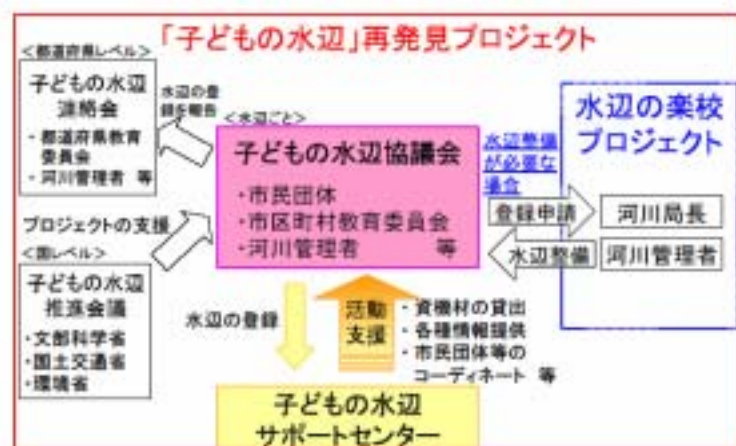 「子どもの水辺」再発見プロジェクト
<都道府県レベル>
子どもの水辺
連絡会
・都道府県教育
委員会
・河川管理者 等
水辺の登
録を報告
<水辺ごと>
子どもの水辺協議会
・市民団体
・市区町村教育委員会
・河川管理者 等
水辺整備
が必要な
場合
水辺の楽校
プロジェクト
登録申請
河川局長
水辺整備
河川管理者
プロジェクトの支援
<国レベル>
子どもの水辺
推進会議
・文部科学省
・国土交通省
・環境省
水辺の登録
活動
支援
・資機材の貸出
・各種情報提供
・市民団体等の
コーディネート 等
子どもの水辺
サポートセンター